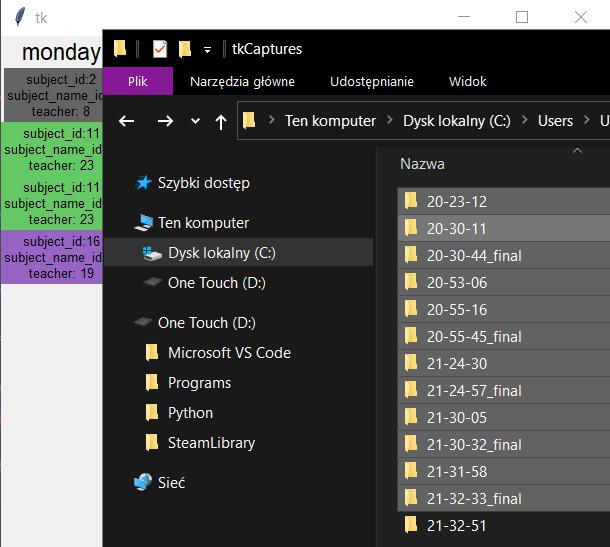 tk
monday
subject_id:2
subject_name_id
teacher: 8
subject_id:11
subject_name_id
teacher: 23
subject_id:11
subject_name_id
teacher: 23
subject_id:16
subject_name_id
teacher: 19
tkCaptures
Plik Narzędzia główne Udostępnianie Widok
Ten komputer Dysk lokalny (C:) Users U
Szybki dostęp
Ten komputer
Dysk lokalny (C:)
One Touch (D:)
One Touch (D:)
Microsoft VS Code
Programs
Python
SteamLibrary
Sieć
Nazwa
20-23-12
20-30-11
20-30-44_final
20-53-06
20-55-16
20-55-45_final
21-24-30
21-24-57_final
21-30-05
21-30-32_final
21-31-58
21-32-33_final
21-32-51